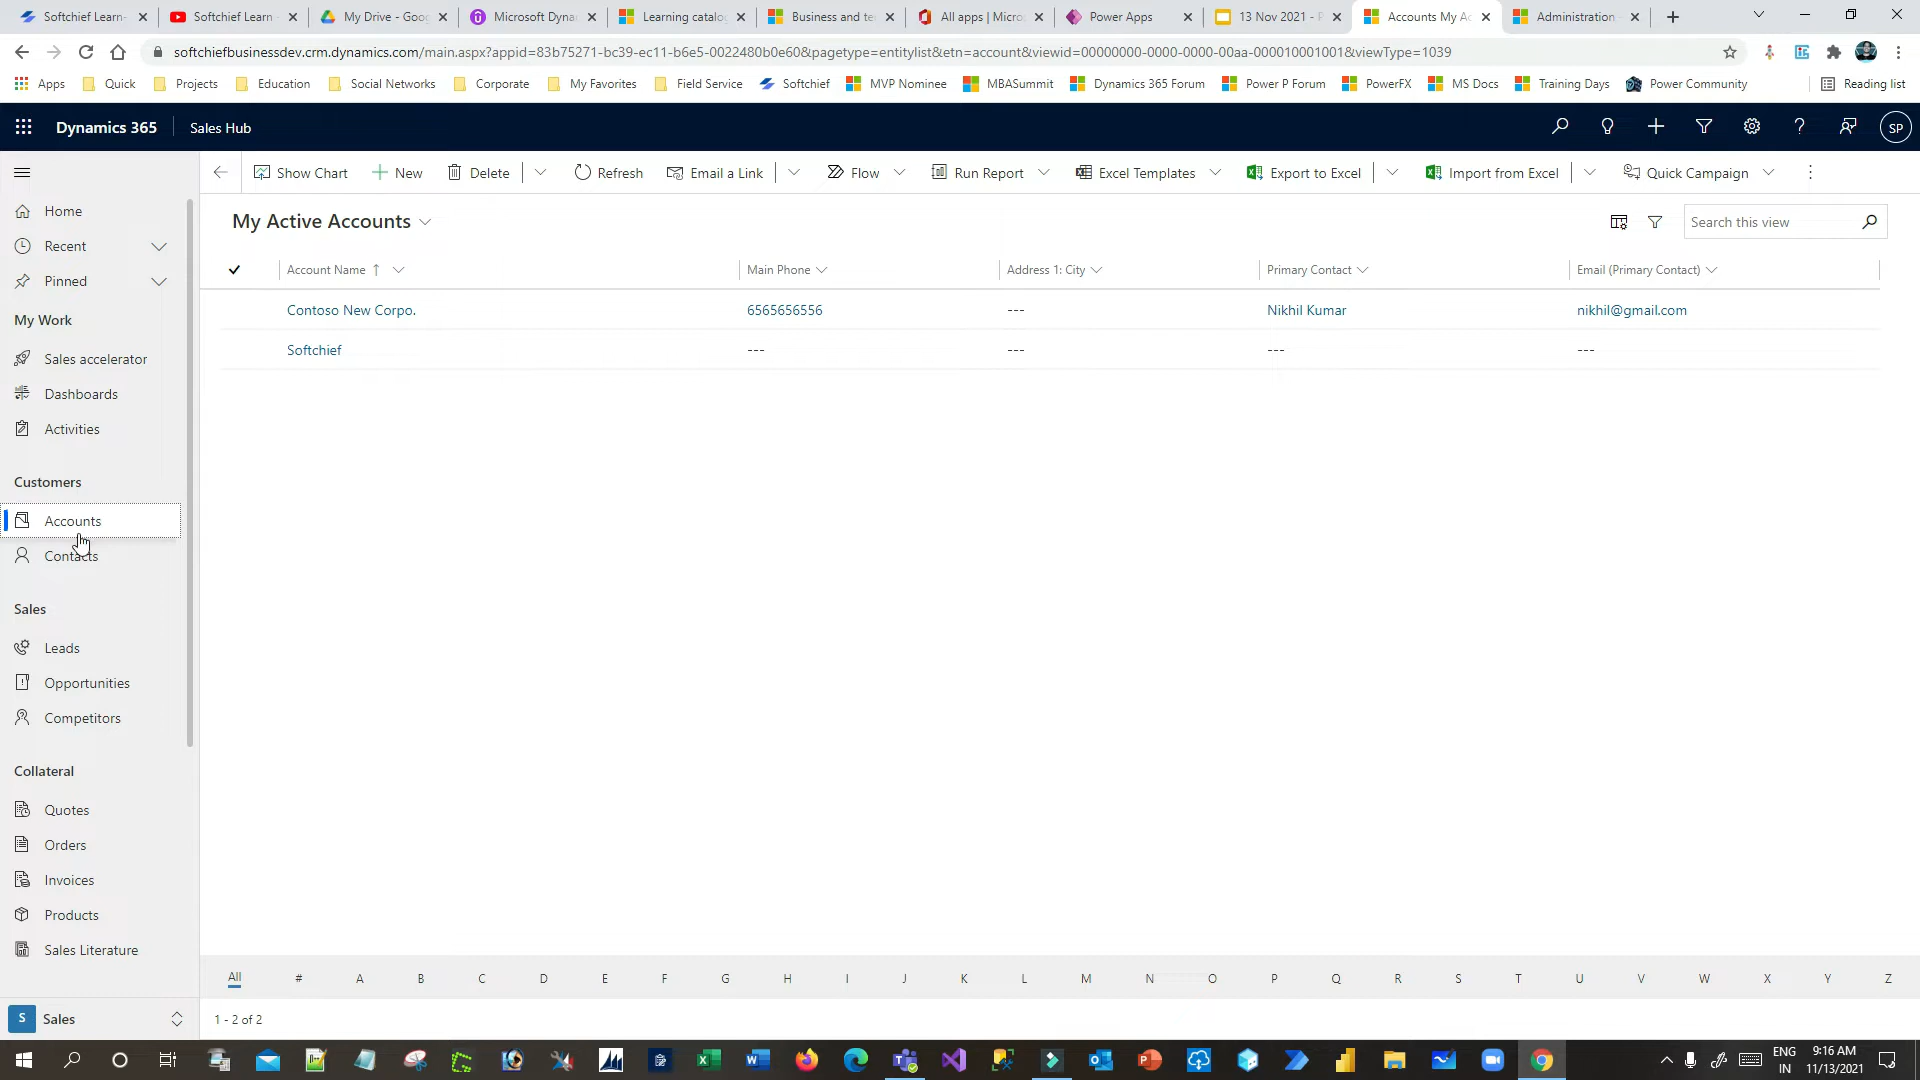 Softchief Learn-
Softchief Learn
My Drive - Goo
Microsoft Dyna
Learning catalog
Business and te
All apps | Micro
Power Apps
13 Nov 2021 - P
Accounts My A
Administration
softchiefbusinessdev.crm.dynamics.com/main.aspx?appid=83b75271-bc39-ec11-b6e5-0022480b0e60&pagetype=entitylist&etn=account&viewid=00000000-0000-0000-00aa-000010001001&viewType=1039
Apps Quick Projects Education Social Networks Corporate My Favorites Field Service Softchief MVP Nominee MBASummit Dynamics 365 Forum Power P Forum PowerFX MS Docs Training Days Power Community Reading list
Dynamics 365 Sales Hub SP
Show Chart New Delete Refresh Email a Link Flow Run Report Excel Templates Export to Excel Import from Excel Quick Campaign
Home
Recent
Pinned
My Work
Sales accelerator
Dashboards
Activities
Customers
Accounts
Contacts
Sales
Leads
Opportunities
Competitors
Collateral
Quotes
Orders
Invoices
Products
Sales Literature
S Sales
My Active Accounts
Search this view
Account Name ↑ Main Phone Address 1: City Primary Contact Email (Primary Contact)
Contoso New Corpo. 6565656556 --- Nikhil Kumar nikhil@gmail.com
Softchief --- --- --- ---
All # A B C D E F G H I J K L M N O P Q R S T U V W X Y Z
1 - 2 of 2
ENG
IN
9:16 AM
11/13/2021